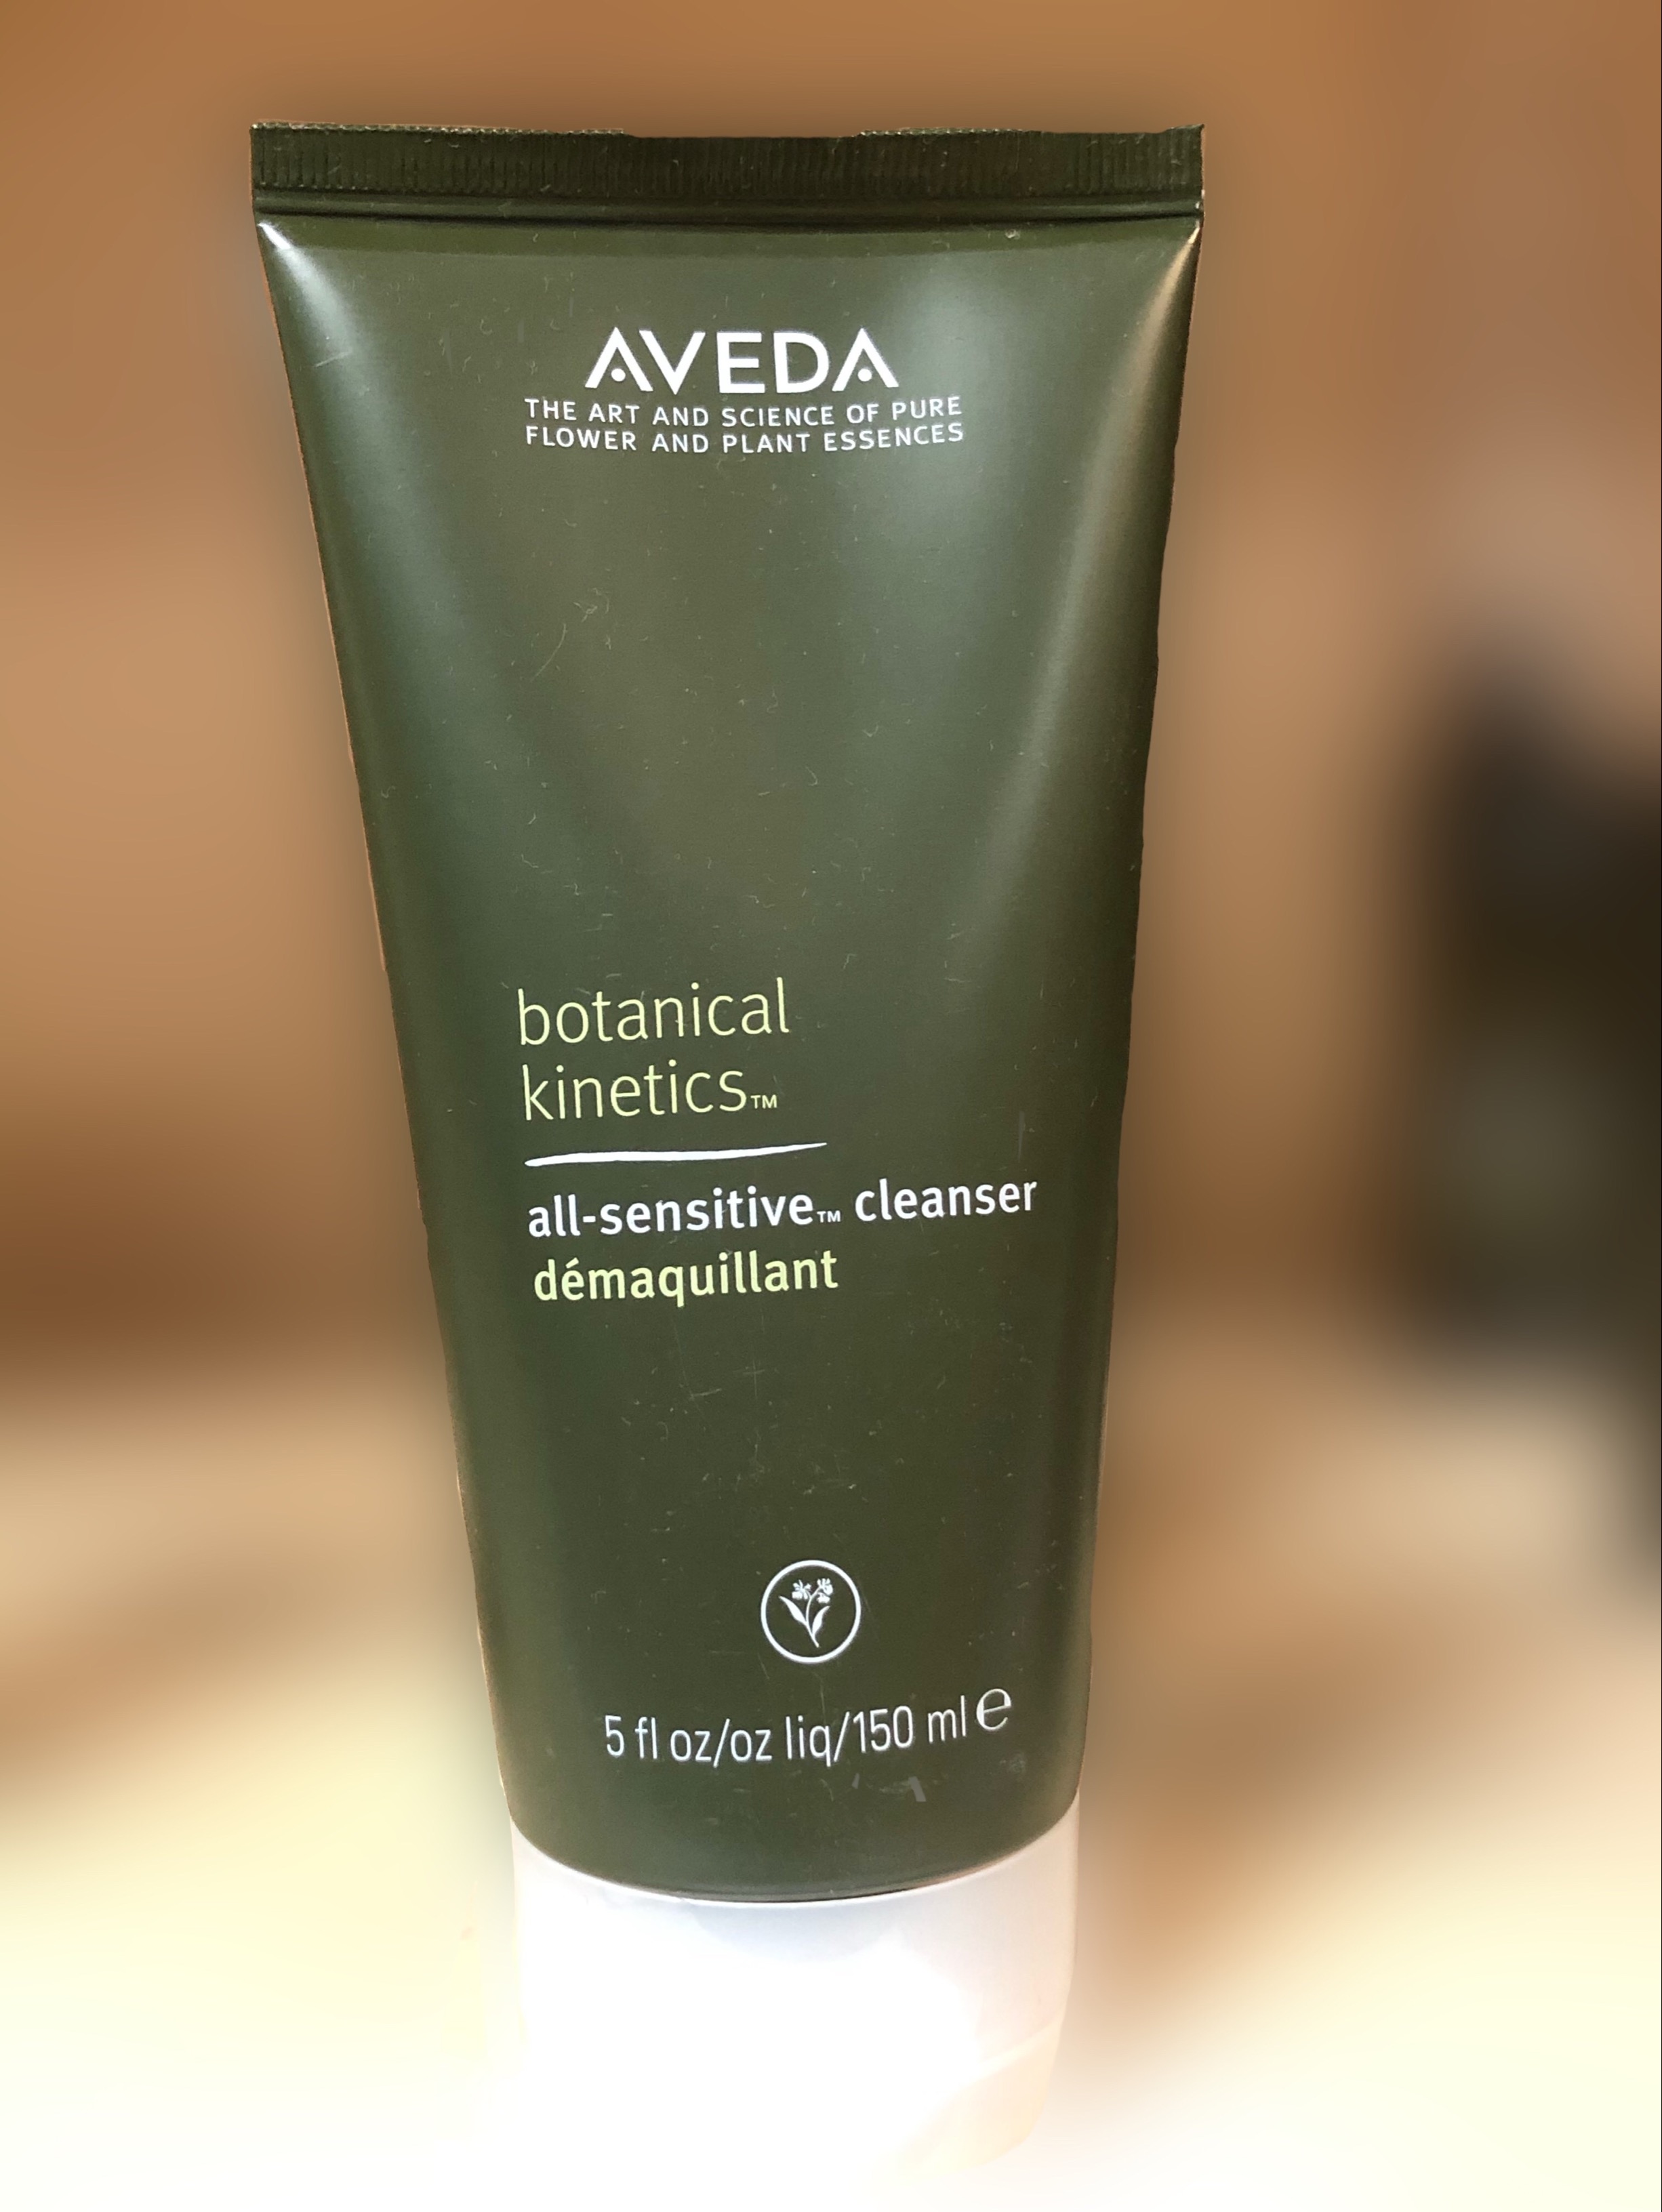 AVEDA
THE ART AND SCIENCE OF PURE
FLOWER AND PLANT ESSENCES
botanical
kinetics™
all-sensitive™ cleanser
démaquillant
5 fl oz/oz liq/150 ml ℮